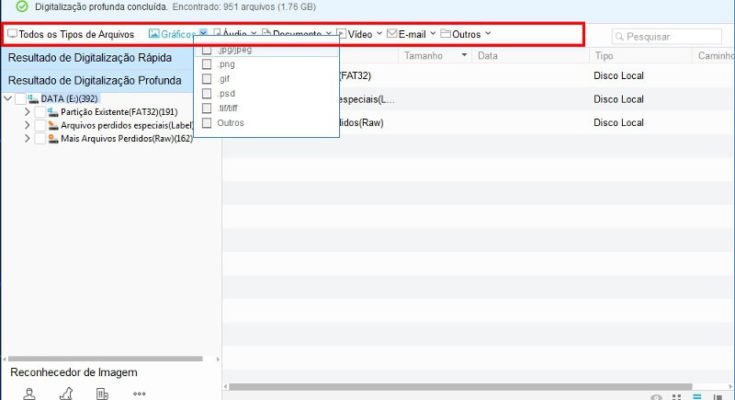 Digitalização profunda concluída. Encontrado: 951 arquivos (1.76 GB)
Todos os Tipos de Arquivos Gráficos Áudio Documento Vídeo E-mail Outros Pesquisar
Resultado de Digitalização Rápida
Resultado de Digitalização Profunda
DATA (E:)(392)
Partição Existente(FAT32)(191)
Arquivos perdidos especiais(Label)
Mais Arquivos Perdidos(Raw)(162)
.jpg/jpeg
.png
.gif
.psd
.tif/tiff
Outros
Tamanho Data Tipo Caminho
(FAT32) Disco Local
especiais(L... Disco Local
didos(Raw) Disco Local
Reconhecedor de Imagem